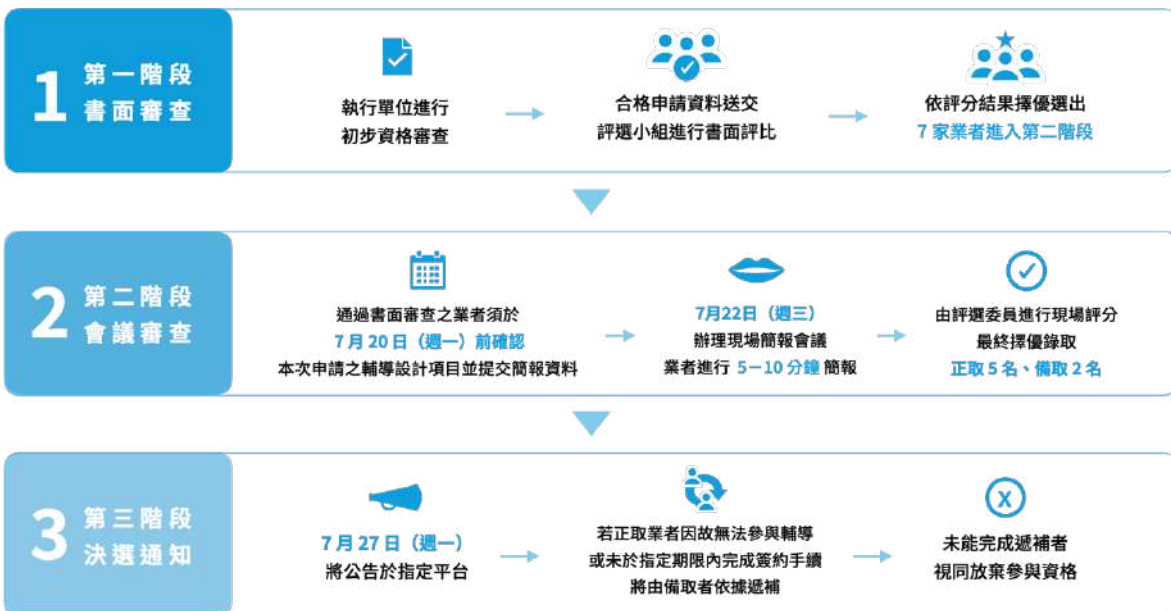 1
第一階段
書面審查
執行單位進行
初步資格審查
合格申請資料送交
評選小組進行書面評比
依評分結果擇優選出
7 家業者進入第二階段
2
第二階段
會議審查
通過書面審查之業者須於
7 月 20 日（週一）前確認
本次申請之輔導設計項目並提交簡報資料
7月22日（週三）
辦理現場簡報會議
業者進行 5－10 分鐘 簡報
由評選委員進行現場評分
最終擇優錄取
正取 5 名、備取 2 名
3
第三階段
決選通知
7 月 27 日（週一）
將公告於指定平台
若正取業者因故無法參與輔導
或未於指定期限內完成簽約手續
將由備取者依據遞補
X
未能完成遞補者
視同放棄參與資格